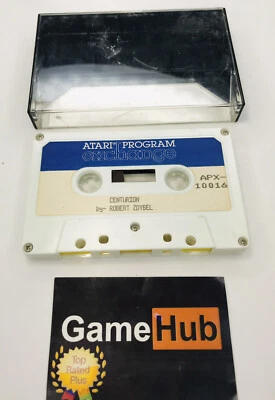 ATARI® PROGRAM
exchange
APX-
10016
CENTURION
by- ROBERT ZDYBEL
GameHub
Top
Rated
Plus